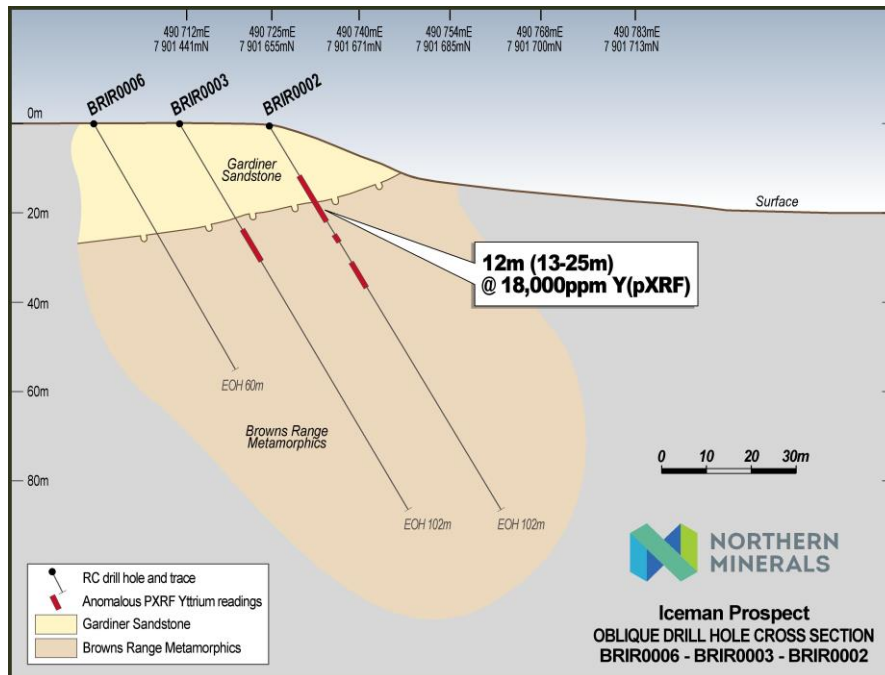 490 712mE
7 901 441mN
490 725mE
7 901 655mN
490 740mE
7 901 671mN
490 754mE
7 901 685mN
490 768mE
7 901 700mN
490 783mE
7 901 713mN
BRIR0006
BRIR0003
BRIR0002
0m
20m
40m
60m
80m
Gardiner
Sandstone
Surface
12m (13-25m)
@ 18,000ppm Y(pXRF)
EOH 60m
Browns Range
Metamorphics
EOH 102m
EOH 102m
0 10 20 30m
NORTHERN
MINERALS
RC drill hole and trace
Anomalous PXRF Yttrium readings
Gardiner Sandstone
Browns Range Metamorphics
Iceman Prospect
OBLIQUE DRILL HOLE CROSS SECTION
BRIR0006 - BRIR0003 - BRIR0002